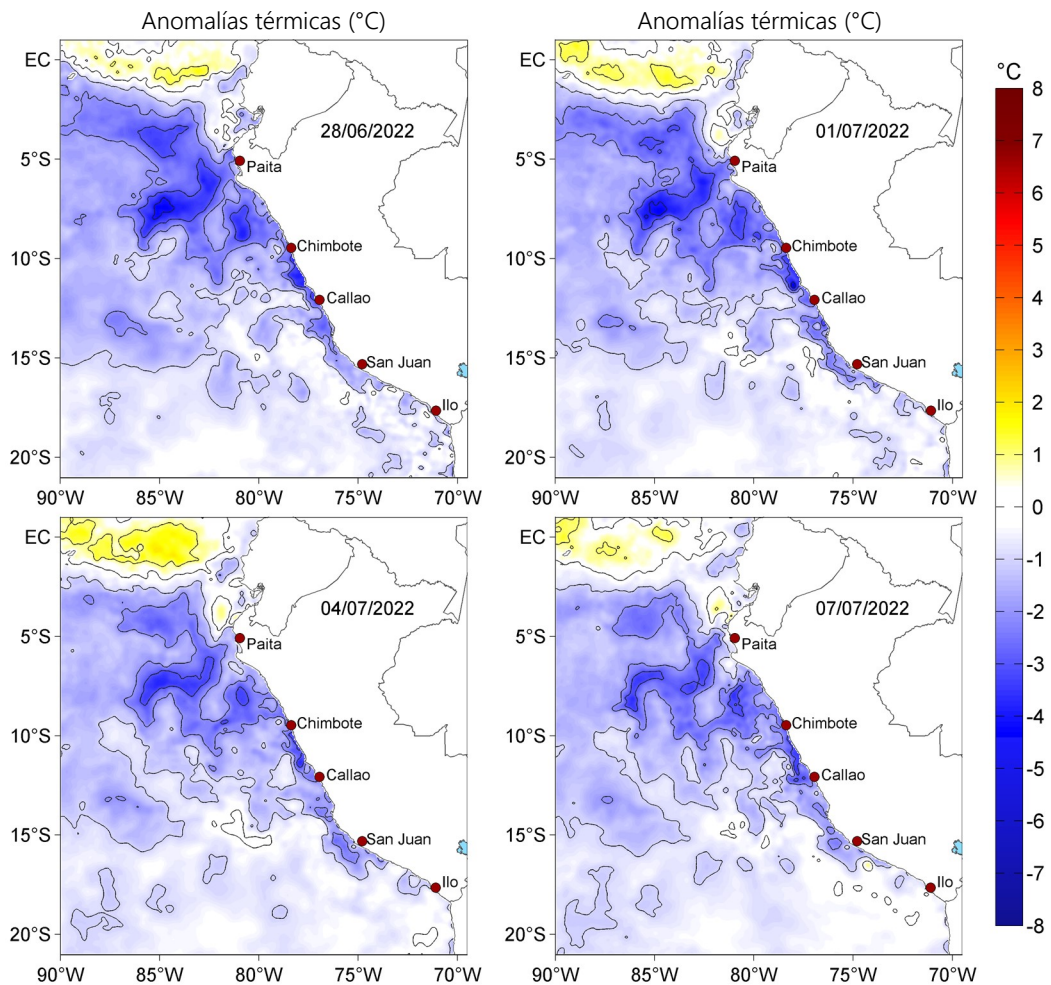 Anomalías térmicas (°C)
Anomalías térmicas (°C)
°C
8
7
6
5
4
3
2
1
0
-1
-2
-3
-4
-5
-6
-7
-8
EC
5°S
10°S
15°S
20°S
28/06/2022
Paita
Chimbote
Callao
San Juan
Ilo
90°W
85°W
80°W
75°W
70°W
EC
5°S
10°S
15°S
20°S
01/07/2022
Paita
Chimbote
Callao
San Juan
Ilo
90°W
85°W
80°W
75°W
70°W
EC
5°S
10°S
15°S
20°S
04/07/2022
Paita
Chimbote
Callao
San Juan
Ilo
90°W
85°W
80°W
75°W
70°W
EC
5°S
10°S
15°S
20°S
07/07/2022
Paita
Chimbote
Callao
San Juan
Ilo
90°W
85°W
80°W
75°W
70°W